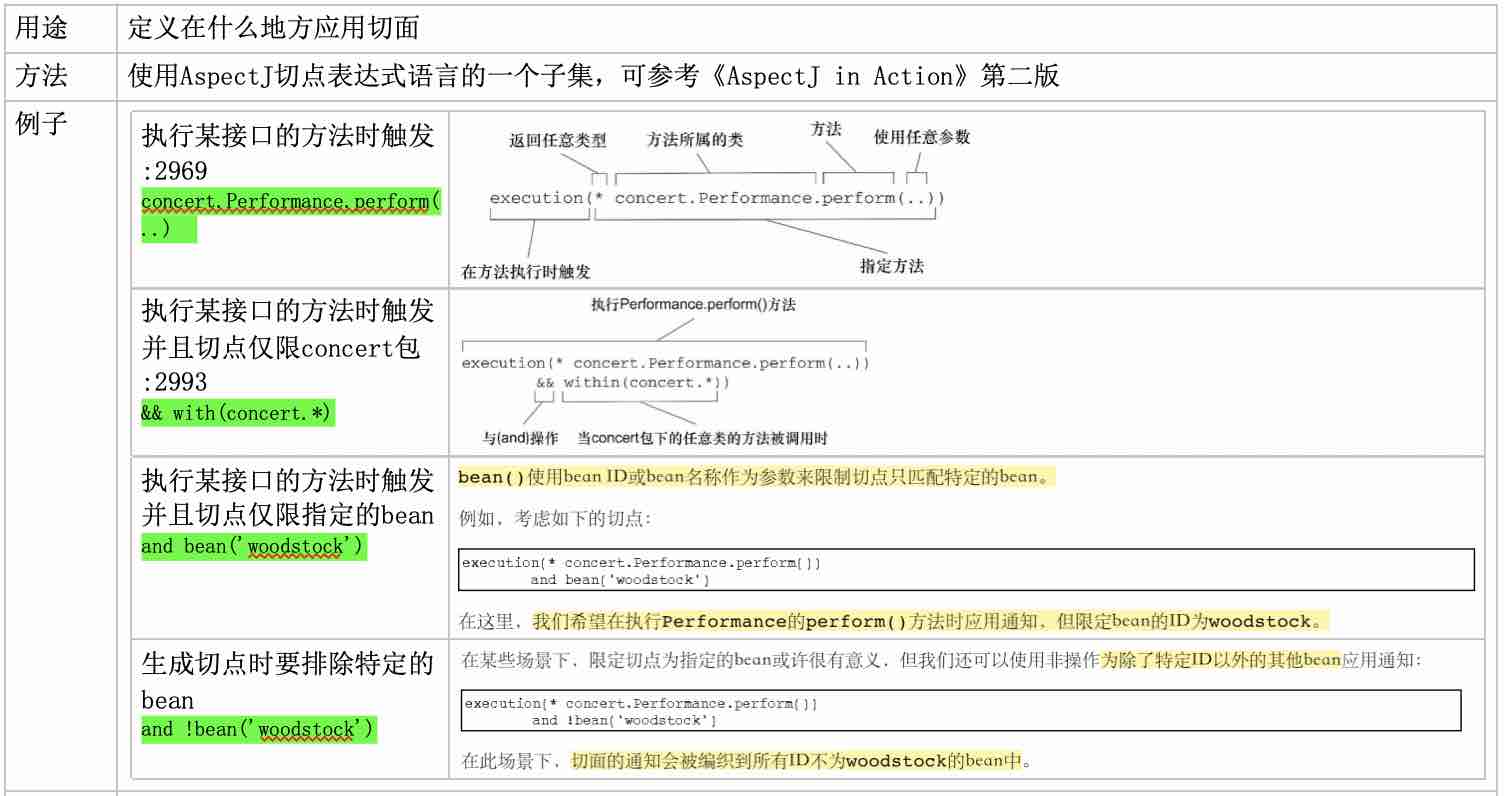 用途
定义在什么地方应用切面
方法
使用AspectJ切点表达式语言的一个子集，可参考《AspectJ in Action》第二版
例子
执行某接口的方法时触发
:2969
concert.Performance.perform(
..)
返回任意类型
方法所属的类
方法
使用任意参数
execution(* concert.Performance.perform(..))
在方法执行时触发
指定方法
执行某接口的方法时触发
并且切点仅限concert包
:2993
&& with(concert.*)
执行Performance.perform()方法
execution(* concert.Performance.perform(..))
&& within(concert.*))
与(and)操作
当concert包下的任意类的方法被调用时
执行某接口的方法时触发
并且切点仅限指定的bean
and bean('woodstock')
bean()使用bean ID或bean名称作为参数来限制切点只匹配特定的bean。
例如，考虑如下的切点：
execution(* concert.Performance.perform())
and bean('woodstock')
在这里，我们希望在执行Performance的perform()方法时应用通知，但限定bean的ID为woodstock。
生成切点时要排除特定的
bean
and !bean('woodstock')
在某些场景下，限定切点为指定的bean或许很有意义，但我们还可以使用非操作为除了特定ID以外的其他bean应用通知：
execution(* concert.Performance.perform())
and !bean('woodstock')
在此场景下，切面的通知会被编织到所有ID不为woodstock的bean中。